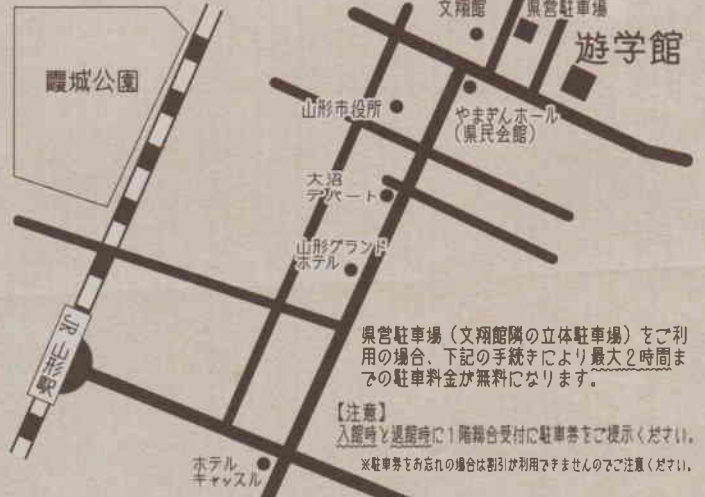 文翔館
県営駐車場
遊学館
霞城公園
山形市役所
やまぎんホール
(県民会館)
大沼
デパート
山形グランド
ホテル
JR 山形駅
県営駐車場(文翔館隣の立体駐車場)をご利
用の場合、下記の手続きにより最大2時間ま
での駐車料金が無料になります。
【注意】
入館時と退館時に1階総合受付に駐車券をご提示ください。
※駐車券をお忘れの場合は割引が利用できませんのでご注意ください。
ホテル
キャッスル